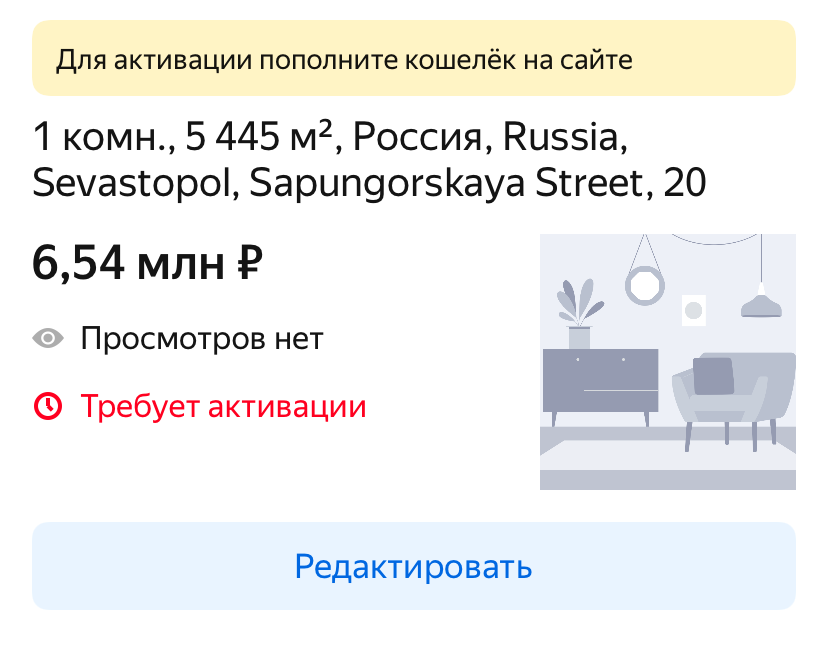 Для активации пополните кошелёк на сайте
1 комн., 5 445 м², Россия, Russia,
Sevastopol, Sapungorskaya Street, 20
6,54 млн ₽
Просмотров нет
Требует активации
Редактировать